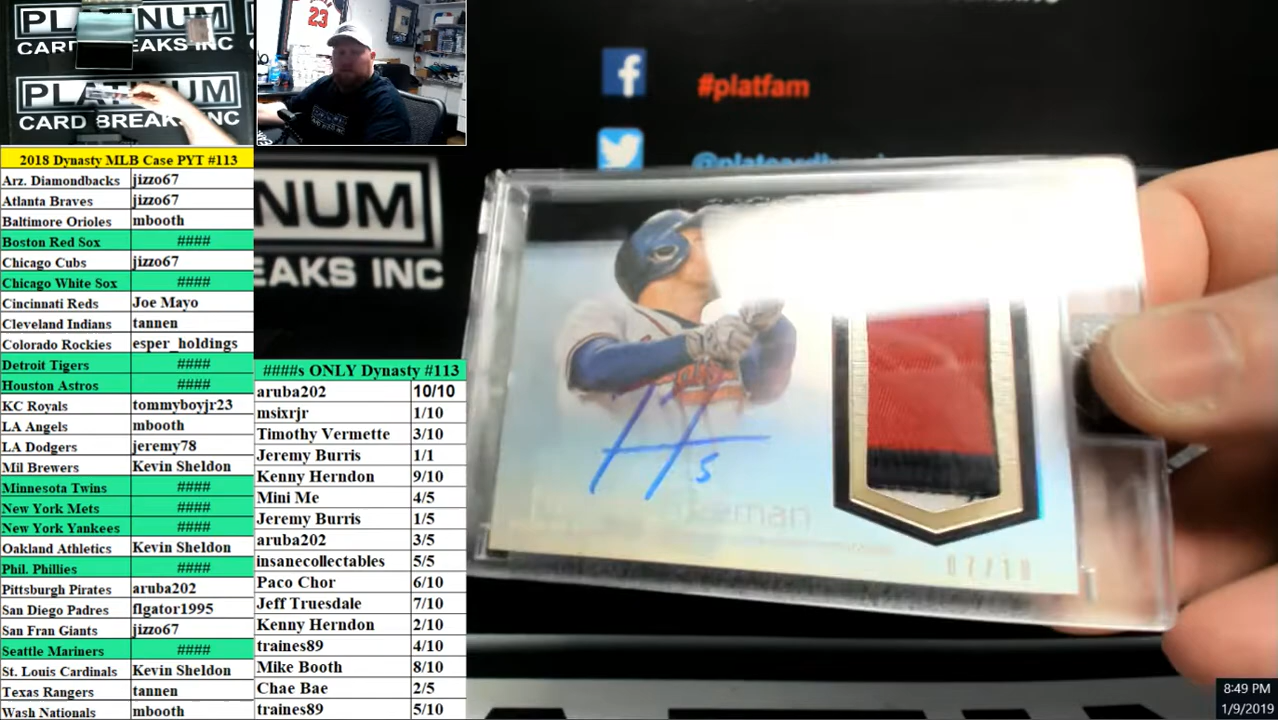 PLATINUM
CARD BREAKS INC
PLATINUM
CARD BREAKS INC
23
2018 Dynasty MLB Case PYT #113
Arz. Diamondbacks jizzo67
Atlanta Braves jizzo67
Baltimore Orioles mbooth
Boston Red Sox ####
Chicago Cubs jizzo67
Chicago White Sox ####
Cincinnati Reds Joe Mayo
Cleveland Indians tannen
Colorado Rockies esper_holdings
Detroit Tigers ####
Houston Astros ####
KC Royals tommyboyjr23
LA Angels mbooth
LA Dodgers jeremy78
Mil Brewers Kevin Sheldon
Minnesota Twins ####
New York Mets ####
New York Yankees ####
Oakland Athletics Kevin Sheldon
Phil. Phillies ####
Pittsburgh Pirates aruba202
San Diego Padres flgator1995
San Fran Giants jizzo67
Seattle Mariners ####
St. Louis Cardinals Kevin Sheldon
Texas Rangers tannen
Wash Nationals mbooth
####s ONLY Dynasty #113
aruba202 10/10
msixrjr 1/10
Timothy Vermette 3/10
Jeremy Burris 1/1
Kenny Herndon 9/10
Mini Me 4/5
Jeremy Burris 1/5
aruba202 3/5
insanecollectables 5/5
Paco Chor 6/10
Jeff Truesdale 7/10
Kenny Herndon 2/10
traines89 4/10
Mike Booth 8/10
Chae Bae 2/5
traines89 5/10
f
#platfam
NUM
EAKS INC
5
eman
07/10
8:49 PM
1/9/2019